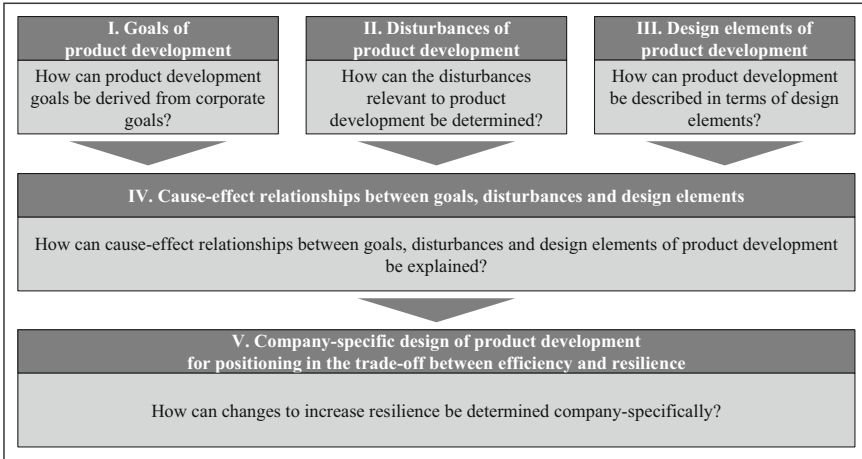 I. Goals of
product development
How can product development
goals be derived from corporate
goals?
II. Disturbances of
product development
How can the disturbances
relevant to product
development be determined?
III. Design elements of
product development
How can product development
be described in terms of design
elements?
IV. Cause-effect relationships between goals, disturbances and design elements
How can cause-effect relationships between goals, disturbances and design elements of product development
be explained?
V. Company-specific design of product development
for positioning in the trade-off between efficiency and resilience
How can changes to increase resilience be determined company-specifically?